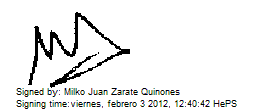 Signed by: Milko Juan Zarate Quinones
Signing time:viernes, febrero 3 2012, 12:40:42 HePS